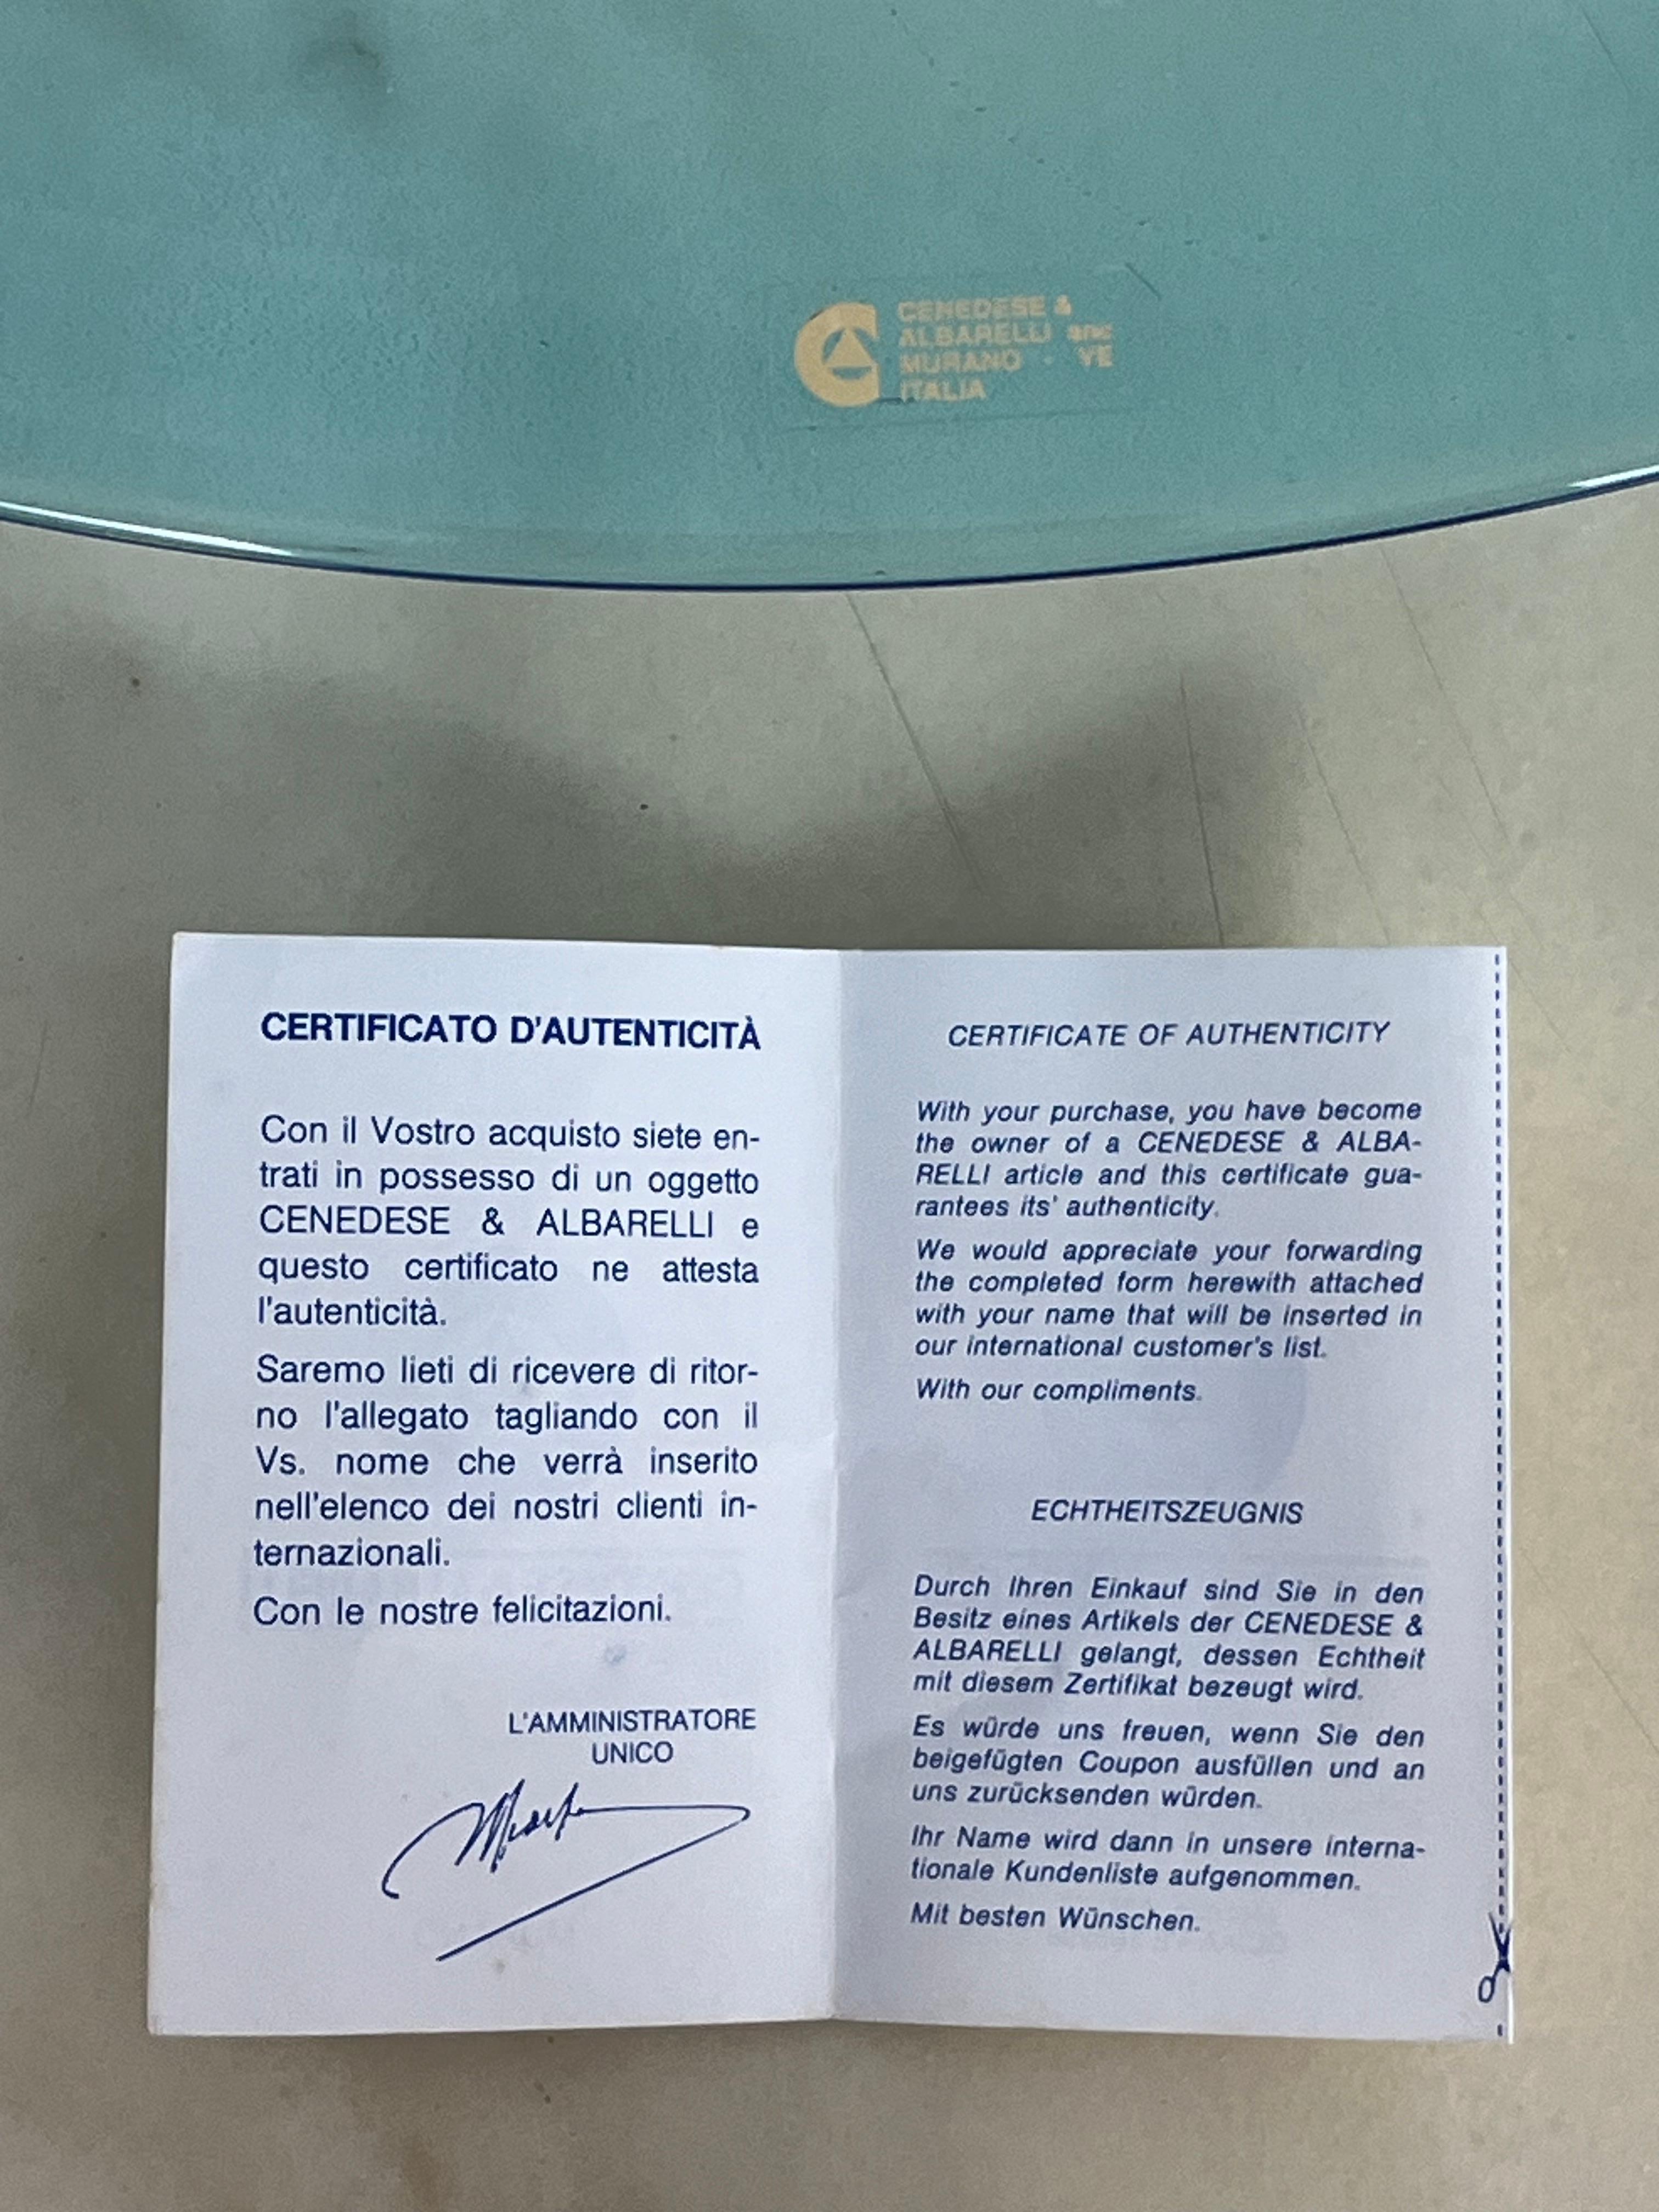 CENEDESE &
ALBARELLI snc
MURANO - VE
ITALIA
CERTIFICATO D'AUTENTICITÀ
Con il Vostro acquisto siete en-
trati in possesso di un oggetto
CENEDESE & ALBARELLI e
questo certificato ne attesta
l'autenticità.
Saremo lieti di ricevere di ritor-
no l'allegato tagliando con il
Vs. nome che verrà inserito
nell'elenco dei nostri clienti in-
ternazionali.
Con le nostre felicitazioni.
L'AMMINISTRATORE
UNICO
CERTIFICATE OF AUTHENTICITY
With your purchase, you have become
the owner of a CENEDESE & ALBA-
RELLI article and this certificate gua-
rantees its' authenticity.
We would appreciate your forwarding
the completed form herewith attached
with your name that will be inserted in
our international customer's list.
With our compliments.
ECHTHEITSZEUGNIS
Durch Ihren Einkauf sind Sie in den
Besitz eines Artikels der CENEDESE &
ALBARELLI gelangt, dessen Echtheit
mit diesem Zertifikat bezeugt wird.
Es würde uns freuen, wenn Sie den
beigefügten Coupon ausfüllen und an
uns zurücksenden würden.
Ihr Name wird dann in unsere interna-
tionale Kundenliste aufgenommen.
Mit besten Wünschen.